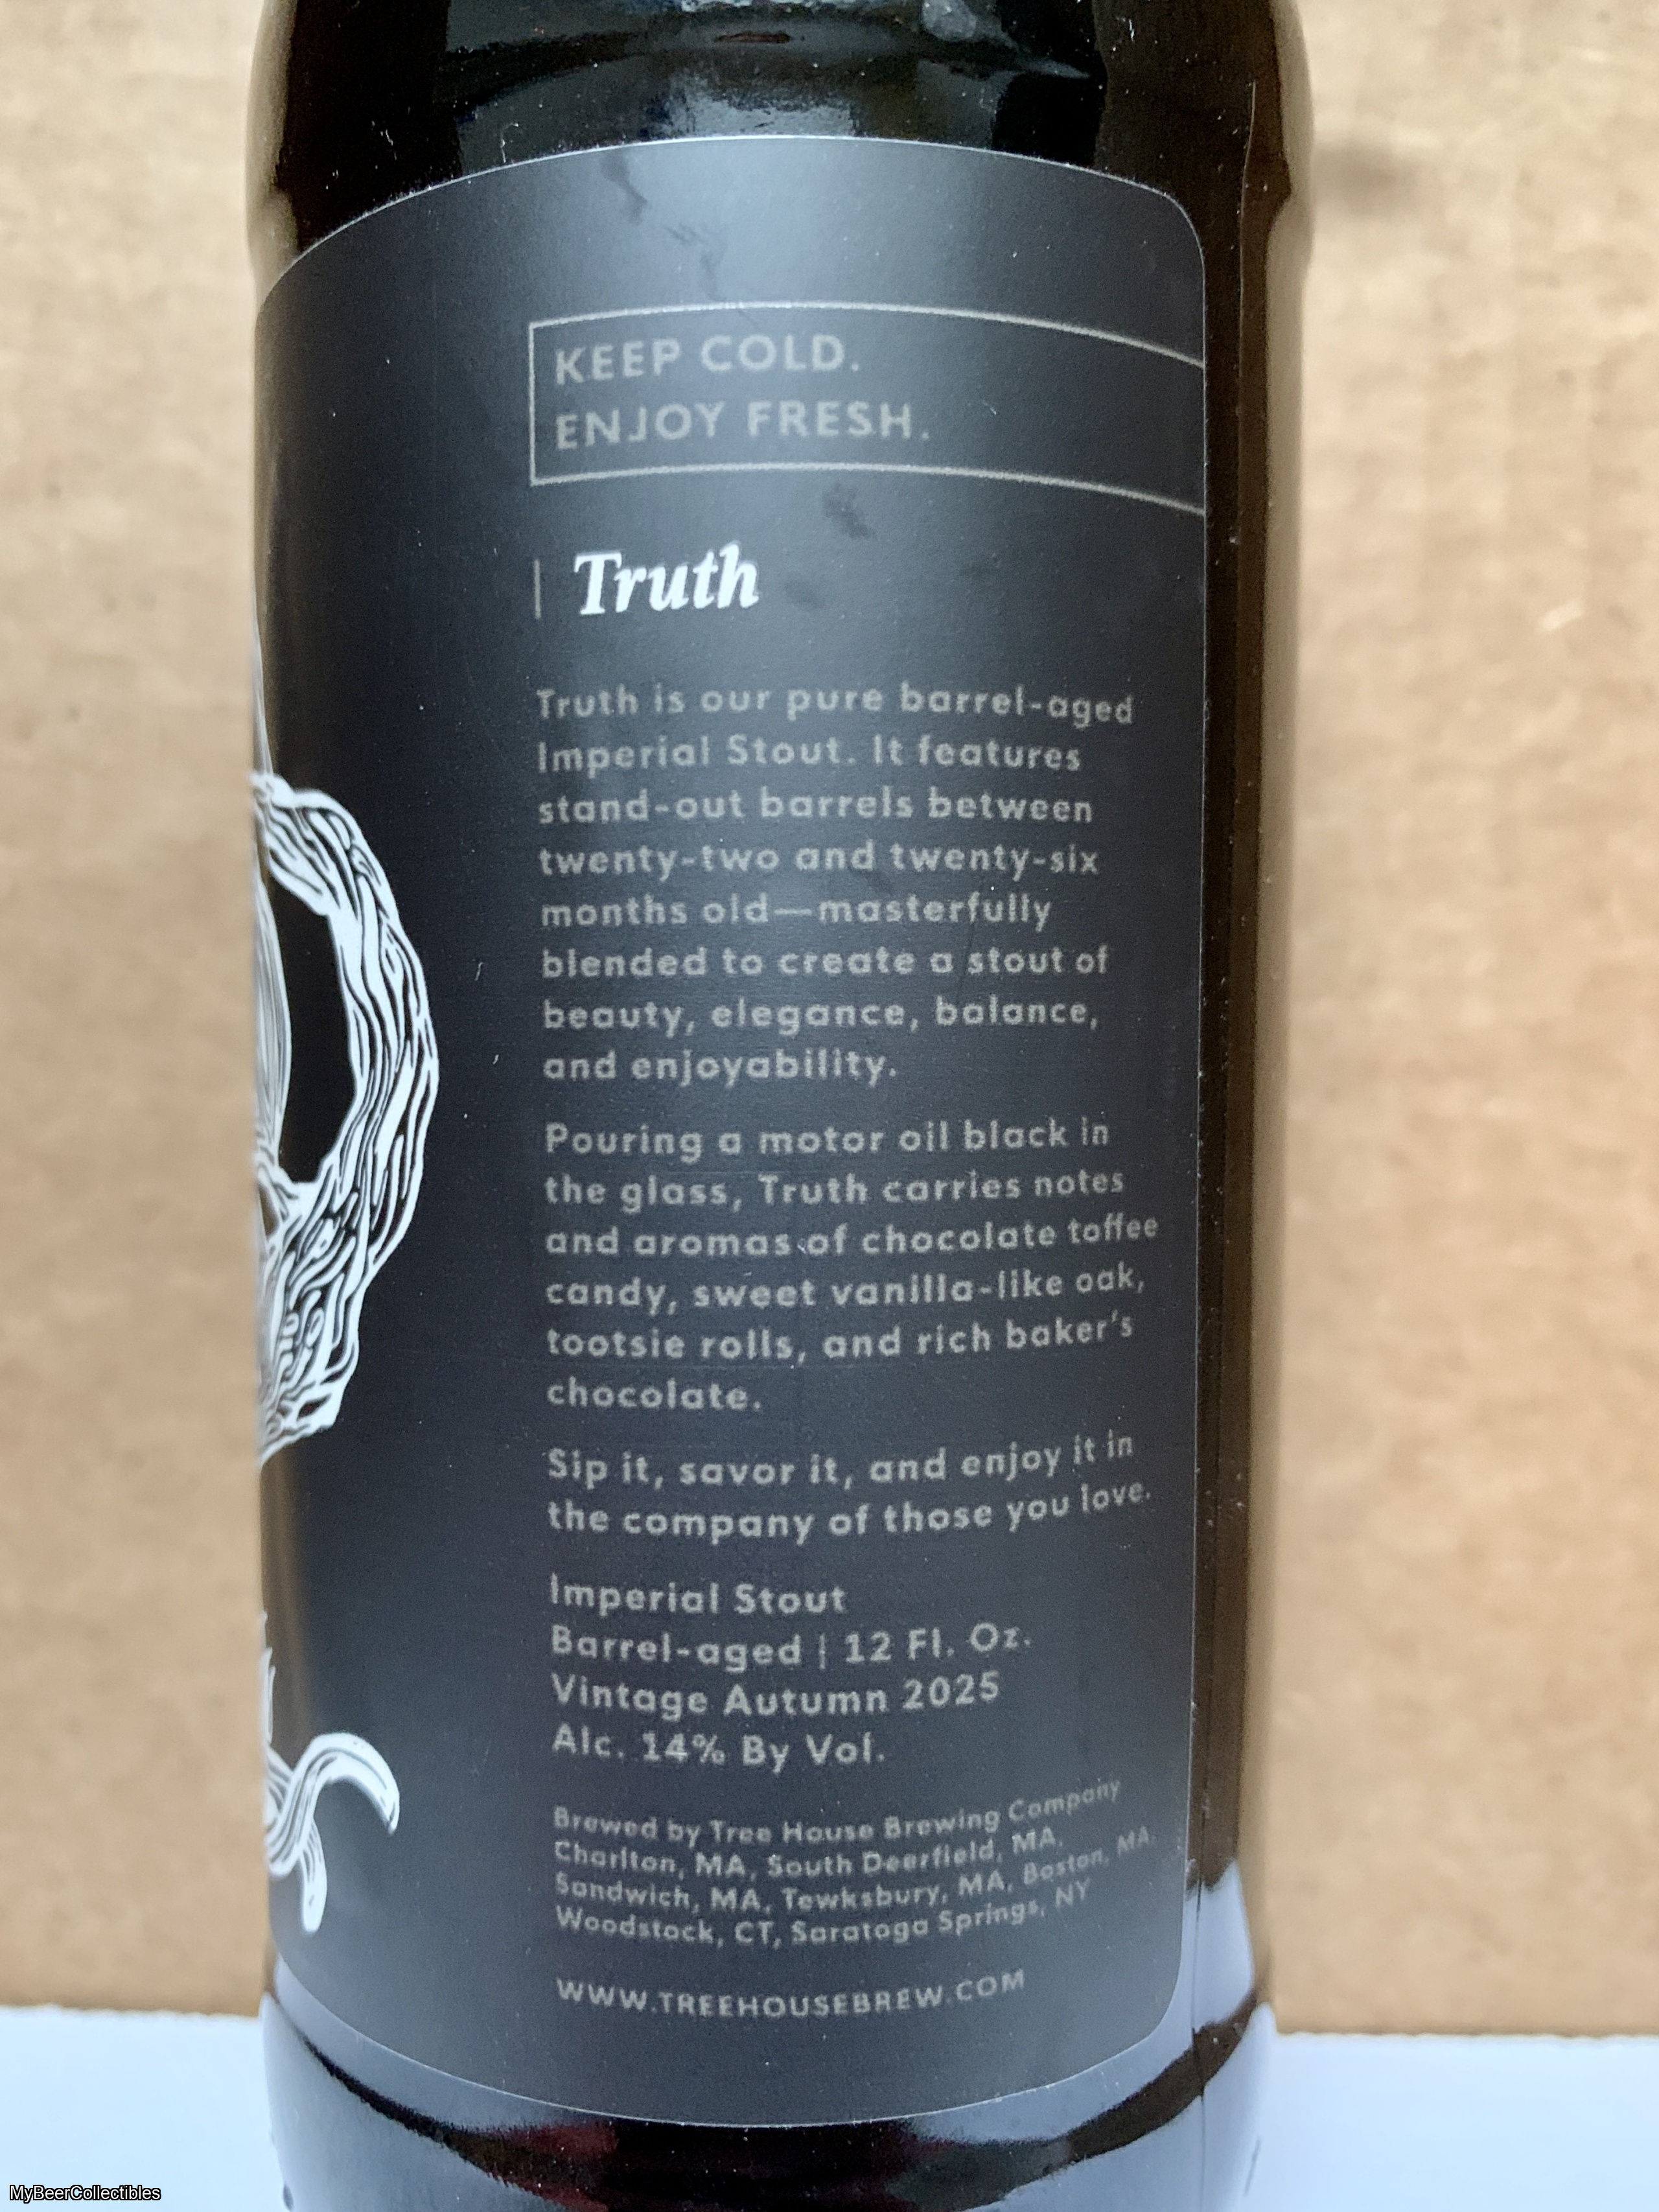 KEEP COLD.
ENJOY FRESH.
Truth
Truth is our pure barrel-aged
Imperial Stout. It features
stand-out barrels between
twenty-two and twenty-six
months old—masterfully
blended to create a stout of
beauty, elegance, balance,
and enjoyability.
Pouring a motor oil black in
the glass, Truth carries notes
and aromas of chocolate toffee
candy, sweet vanilla-like oak,
tootsie rolls, and rich baker's
chocolate.
Sip it, savor it, and enjoy it in
the company of those you love.
Imperial Stout
Barrel-aged | 12 Fl. Oz.
Vintage Autumn 2025
Alc. 14% By Vol.
Brewed by Tree House Brewing Company
Charlton, MA, South Deerfield, MA,
Sandwich, MA, Tewksbury, MA, Boston, MA,
Woodstock, CT, Saratoga Springs, NY
WWW.TREEHOUSEBREW.COM
MyBeerCollectibles